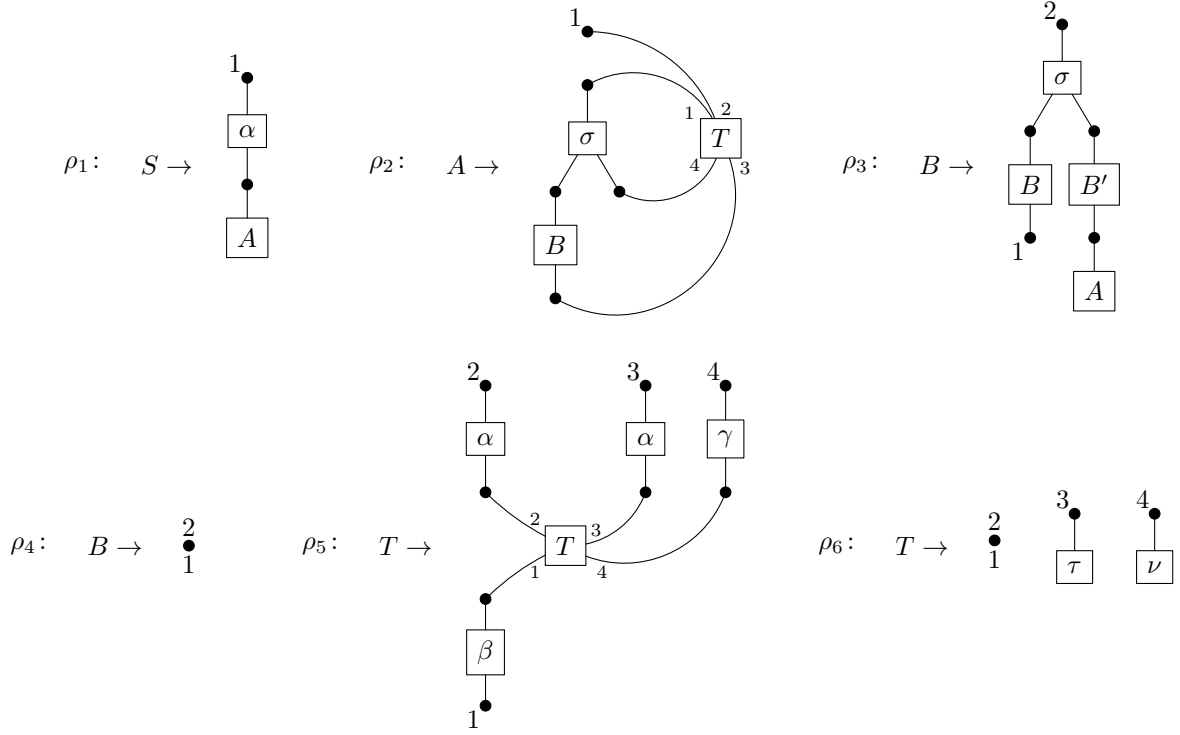 1
α
A
ρ₁: S →
1
σ
B
1 2
T
4 3
ρ₂: A →
2
σ
B B′
1
A
ρ₃: B →
ρ₄: B → 2
1
ρ₅: T →
2 3 4
α α γ
2 3
T
1 4
β
1
ρ₆: T → 2
1
3 4
τ ν